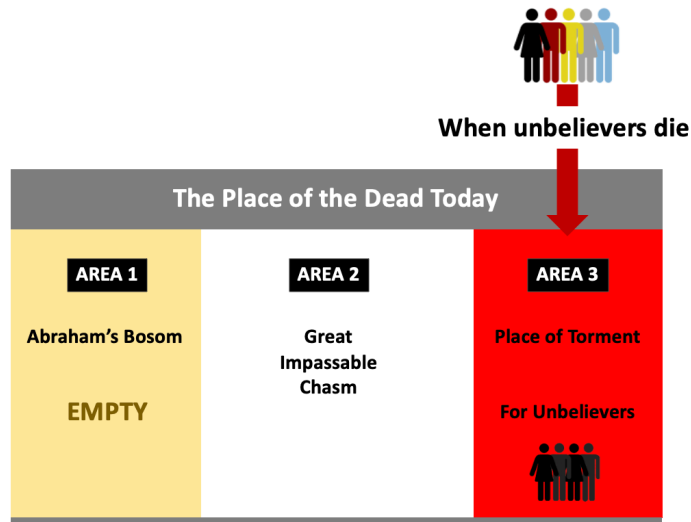 When unbelievers die
The Place of the Dead Today
AREA 1
Abraham’s Bosom
EMPTY
AREA 2
Great
Impassable
Chasm
AREA 3
Place of Torment
For Unbelievers